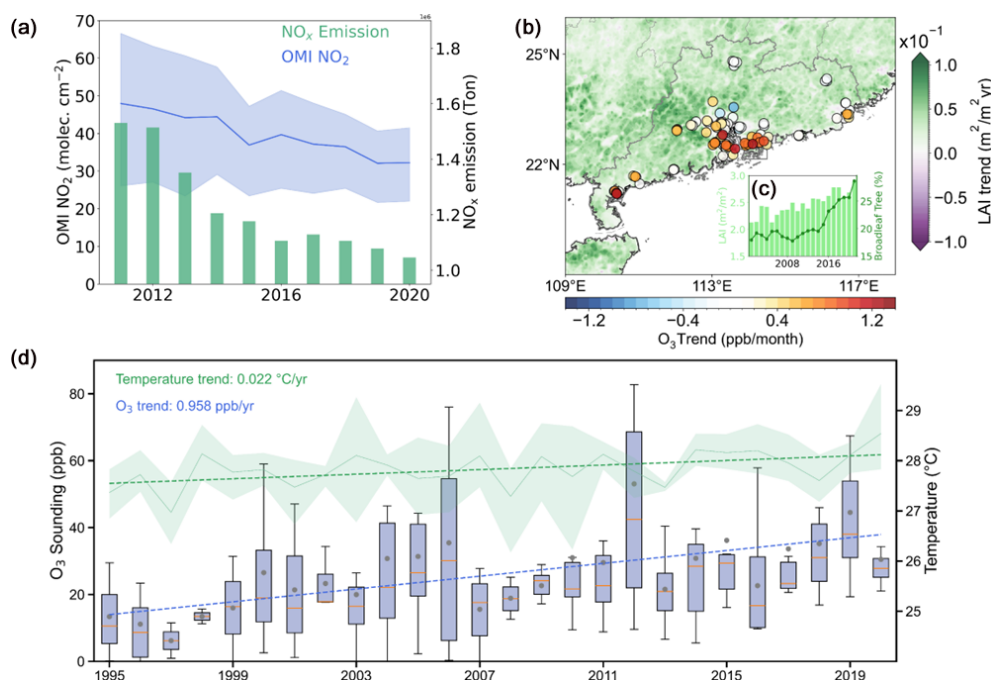 (a)
1e6
NOx Emission
OMI NO2
70
60
50
40
30
20
10
0
OMI NO2 (molec. cm−2)
1.8
1.6
1.4
1.2
1.0
NOx emission (Ton)
2012
2016
2020
(b)
25°N
22°N
109°E
113°E
117°E
×10−1
1.0
0.5
0.0
−0.5
−1.0
LAI trend (m2/m2 yr)
(c)
3.0
2.5
2.0
1.5
LAI (m2/m2)
25
20
15
Broadleaf Tree (%)
2008
2016
−1.2
−0.4
0.4
1.2
O3 Trend (ppb/month)
(d)
Temperature trend: 0.022 °C/yr
O3 trend: 0.958 ppb/yr
80
60
40
20
0
O3 Sounding (ppb)
29
28
27
26
25
Temperature (°C)
1995
1999
2003
2007
2011
2015
2019